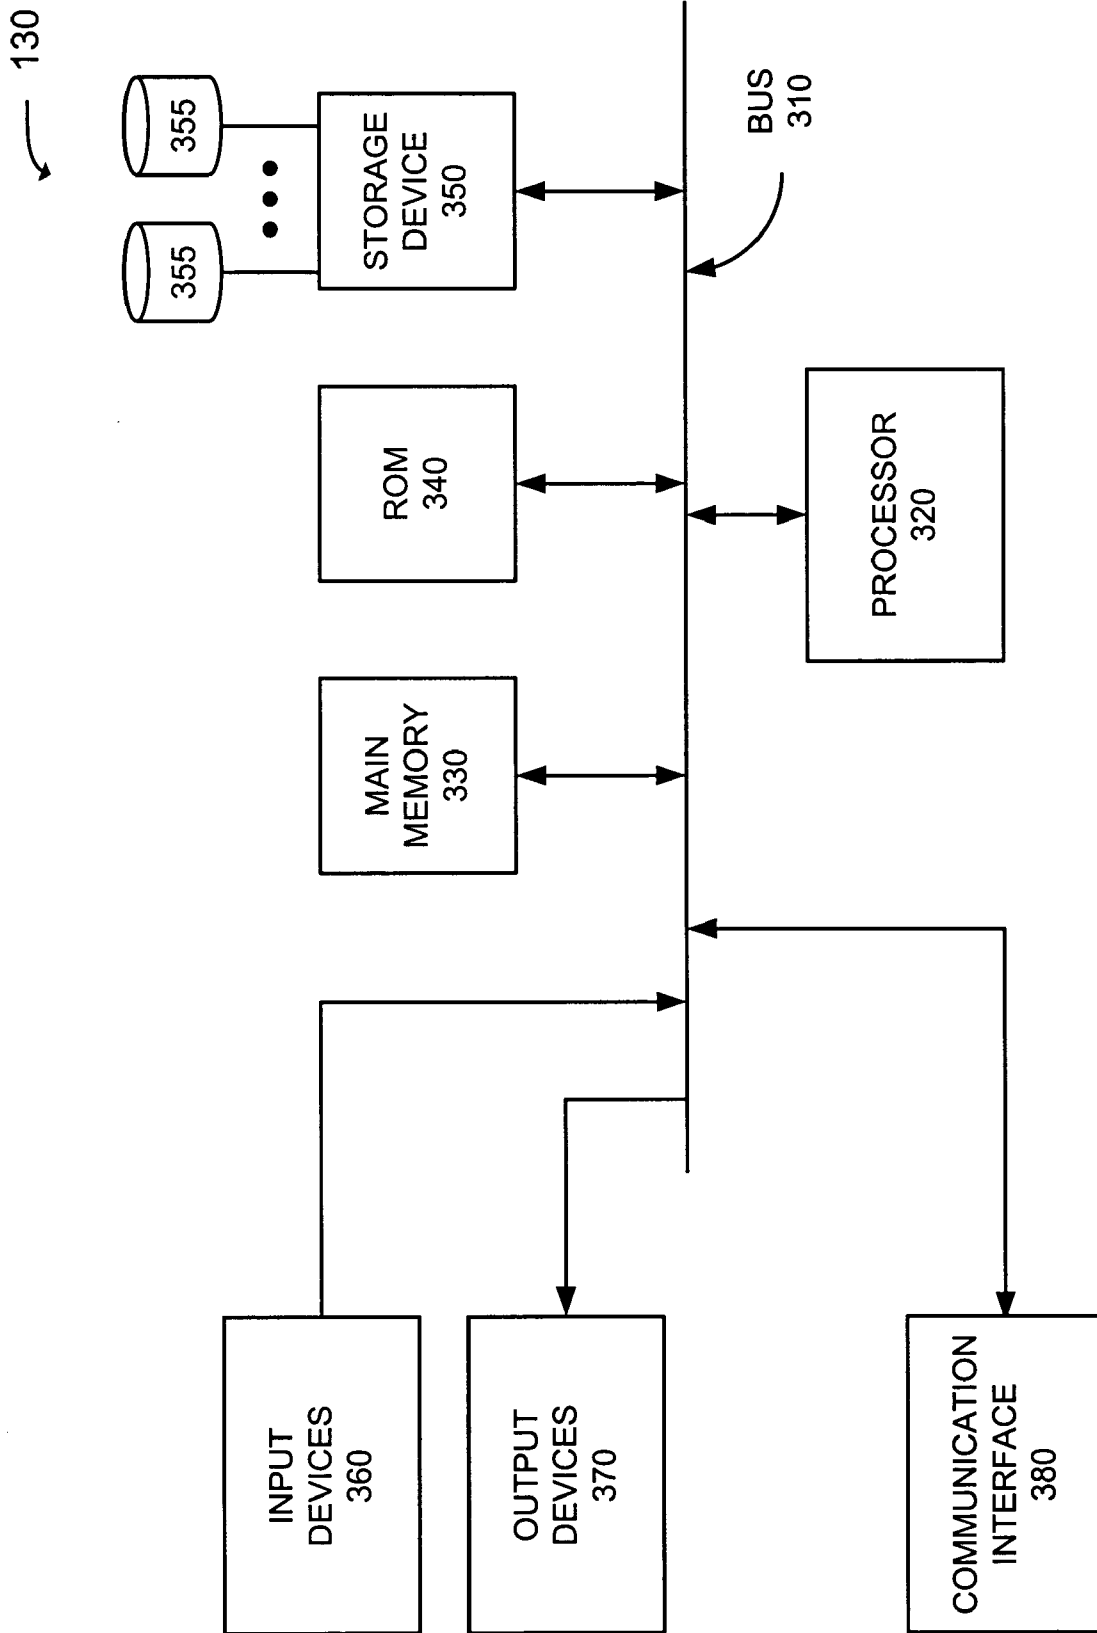 130
355
355
STORAGE
DEVICE
350
ROM
340
MAIN
MEMORY
330
BUS
310
PROCESSOR
320
INPUT
DEVICES
360
OUTPUT
DEVICES
370
COMMUNICATION
INTERFACE
380